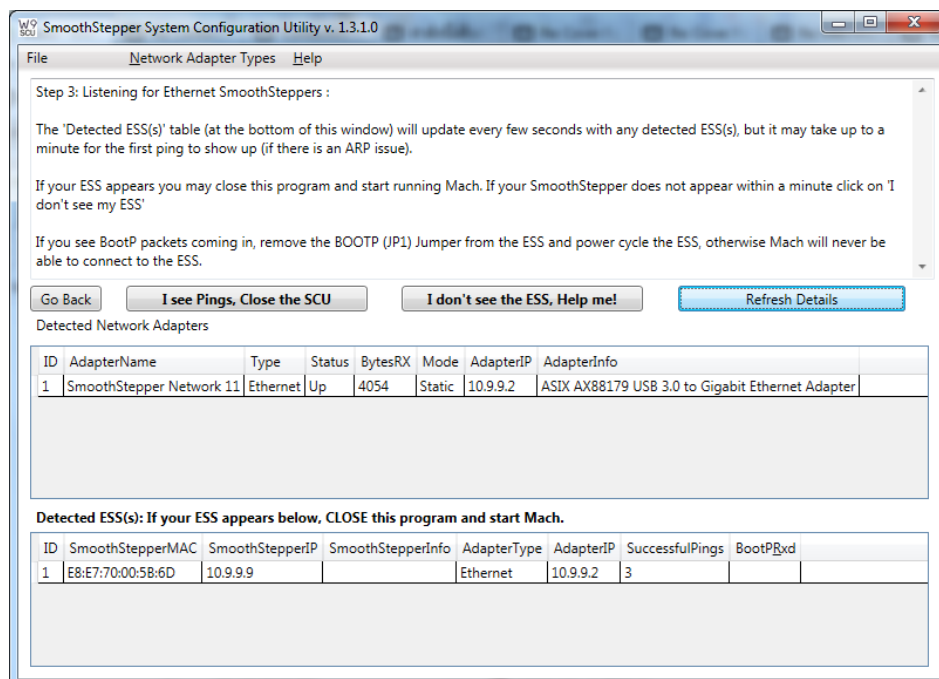 W9 SCU SmoothStepper System Configuration Utility v. 1.3.1.0
File Network Adapter Types Help
Step 3: Listening for Ethernet SmoothSteppers :
The 'Detected ESS(s)' table (at the bottom of this window) will update every few seconds with any detected ESS(s), but it may take up to a
minute for the first ping to show up (if there is an ARP issue).
If your ESS appears you may close this program and start running Mach. If your SmoothStepper does not appear within a minute click on 'I
don't see my ESS'
If you see BootP packets coming in, remove the BOOTP (JP1) Jumper from the ESS and power cycle the ESS, otherwise Mach will never be
able to connect to the ESS.
Go Back I see Pings, Close the SCU I don't see the ESS, Help me! Refresh Details
Detected Network Adapters
ID AdapterName Type Status BytesRX Mode AdapterIP AdapterInfo
1 SmoothStepper Network 11 Ethernet Up 4054 Static 10.9.9.2 ASIX AX88179 USB 3.0 to Gigabit Ethernet Adapter
Detected ESS(s): If your ESS appears below, CLOSE this program and start Mach.
ID SmoothStepperMAC SmoothStepperIP SmoothStepperInfo AdapterType AdapterIP SuccessfulPings BootPRxd
1 E8:E7:70:00:5B:6D 10.9.9.9 Ethernet 10.9.9.2 3